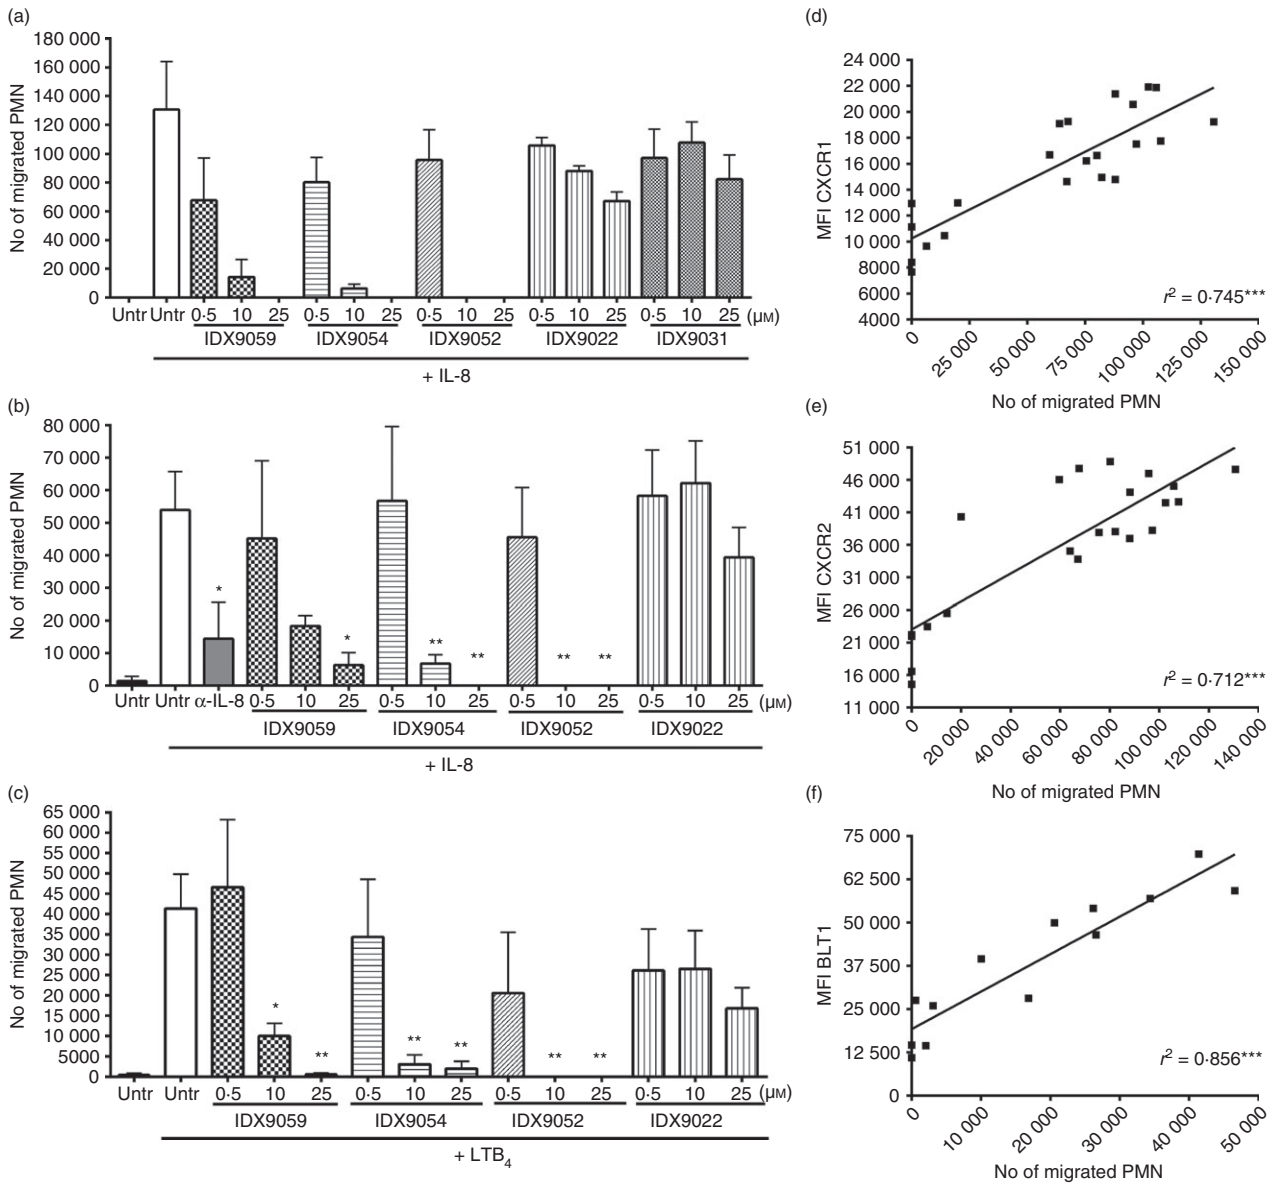 (a)
180 000
160 000
140 000
120 000
100 000
80 000
60 000
40 000
20 000
0
No of migrated PMN
Untr Untr 0·5 10 25 0·5 10 25 0·5 10 25 0·5 10 25 0·5 10 25 (μM)
IDX9059 IDX9054 IDX9052 IDX9022 IDX9031
+ IL-8
(d)
24 000
22 000
20 000
18 000
16 000
14 000
12 000
10 000
8000
6000
4000
MFI CXCR1
r² = 0·745***
0 25 000 50 000 75 000 100 000 125 000 150 000
No of migrated PMN
(b)
80 000
70 000
60 000
50 000
40 000
30 000
20 000
10 000
0
No of migrated PMN
* * ** ** ** **
Untr Untr α-IL-8 0·5 10 25 0·5 10 25 0·5 10 25 0·5 10 25 (μM)
IDX9059 IDX9054 IDX9052 IDX9022
+ IL-8
(e)
51 000
46 000
41 000
36 000
31 000
26 000
21 000
16 000
11 000
MFI CXCR2
r² = 0·712***
0 20 000 40 000 60 000 80 000 100 000 120 000 140 000
No of migrated PMN
(c)
65 000
60 000
55 000
50 000
45 000
40 000
35 000
30 000
25 000
20 000
15 000
10 000
5000
0
No of migrated PMN
* ** ** ** ** **
Untr Untr 0·5 10 25 0·5 10 25 0·5 10 25 0·5 10 25 (μM)
IDX9059 IDX9054 IDX9052 IDX9022
+ LTB₄
(f)
75 000
62 500
50 000
37 500
25 000
12 500
0
MFI BLT1
r² = 0·856***
0 10 000 20 000 30 000 40 000 50 000
No of migrated PMN